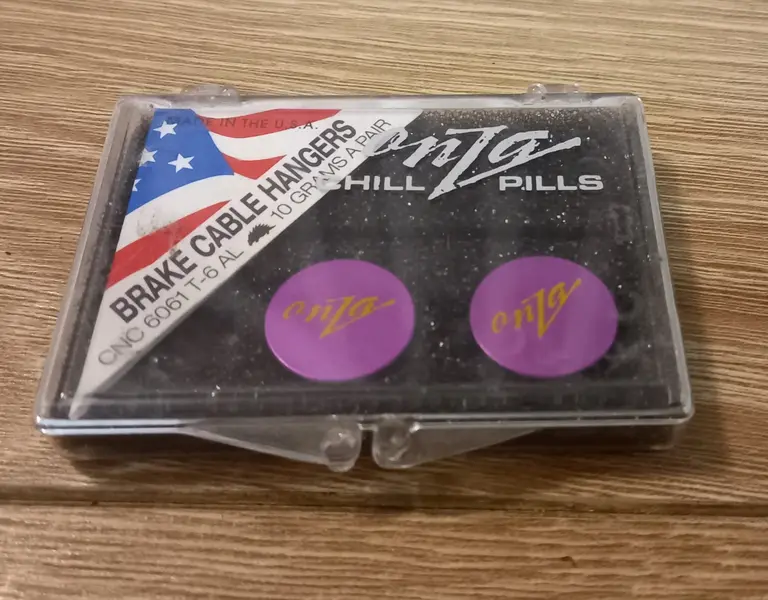 MADE IN THE U.S.A.
BRAKE CABLE HANGERS
CNC 6061 T-6 AL 10 GRAMS A PAIR
onza
CHILL PILLS
onza
onza